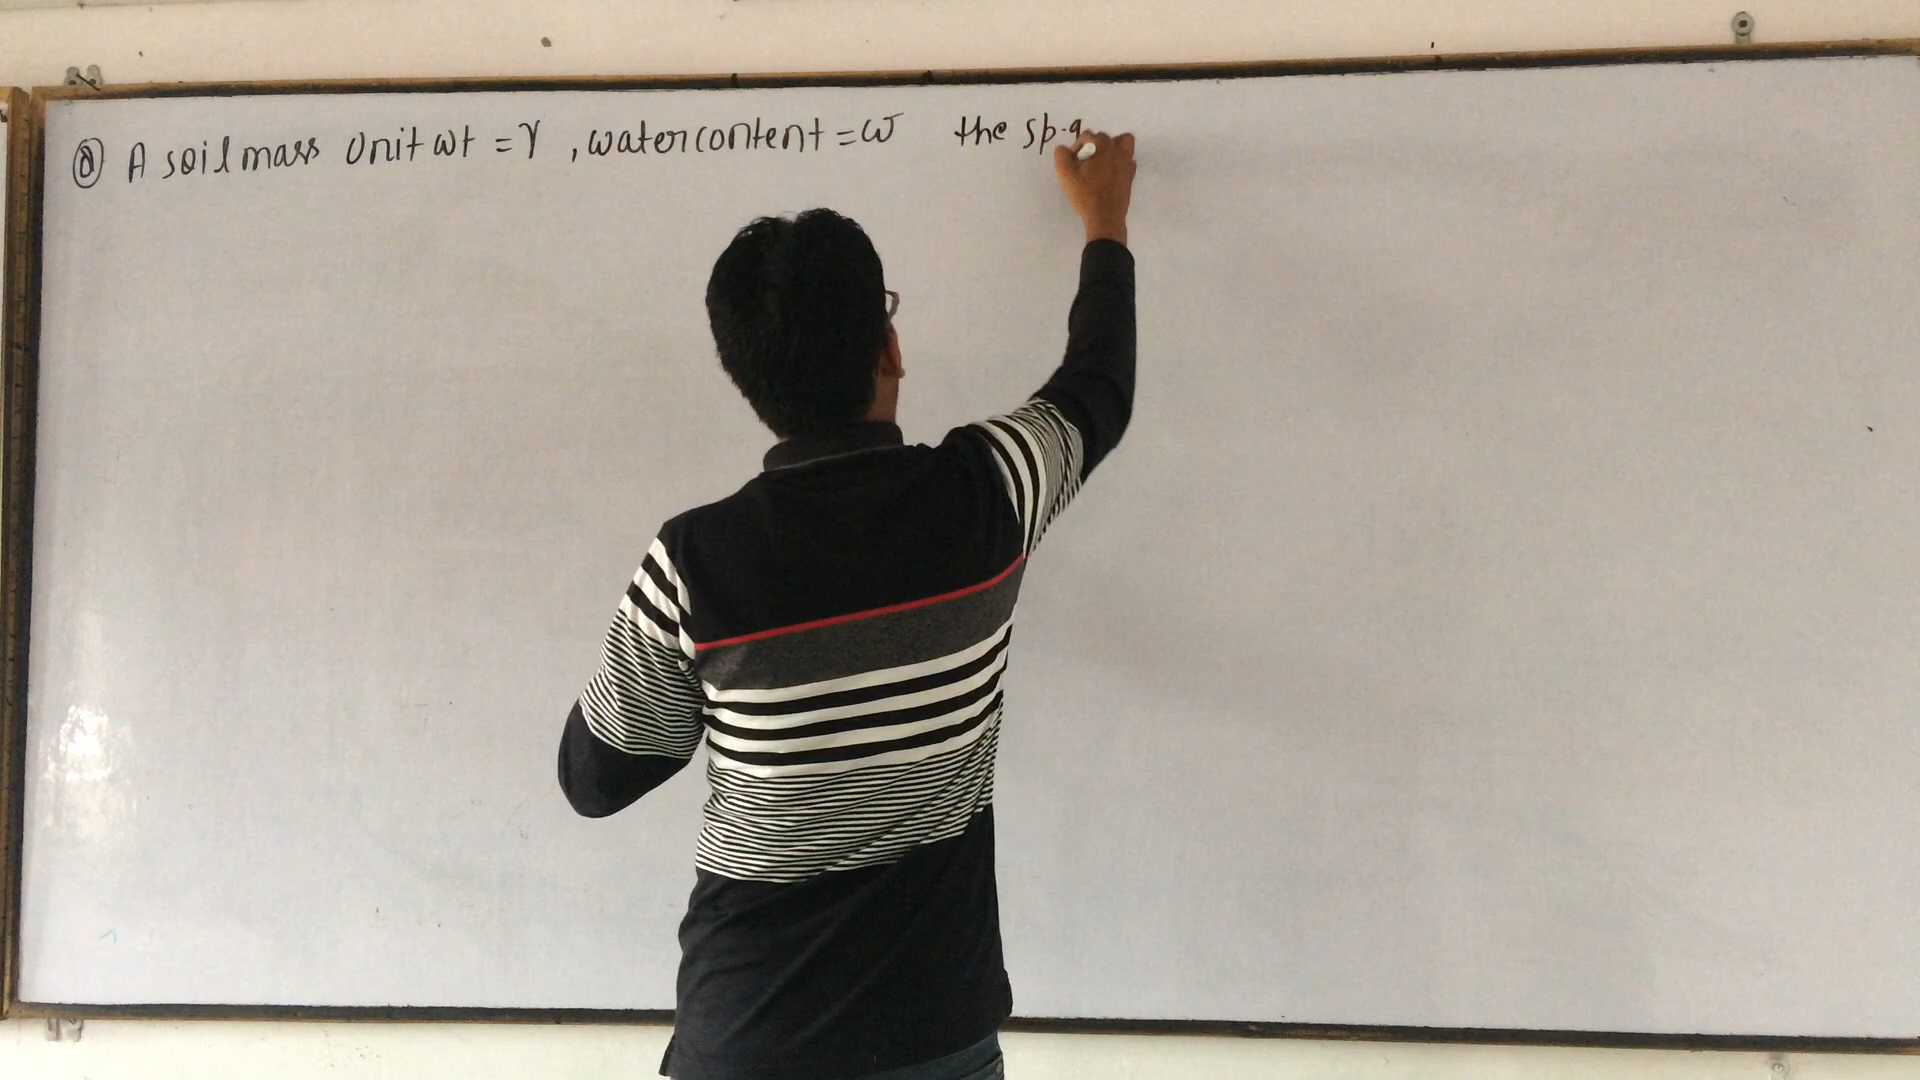 ⓐ A soil mass Unit wt = γ , water content = ω the sp.g